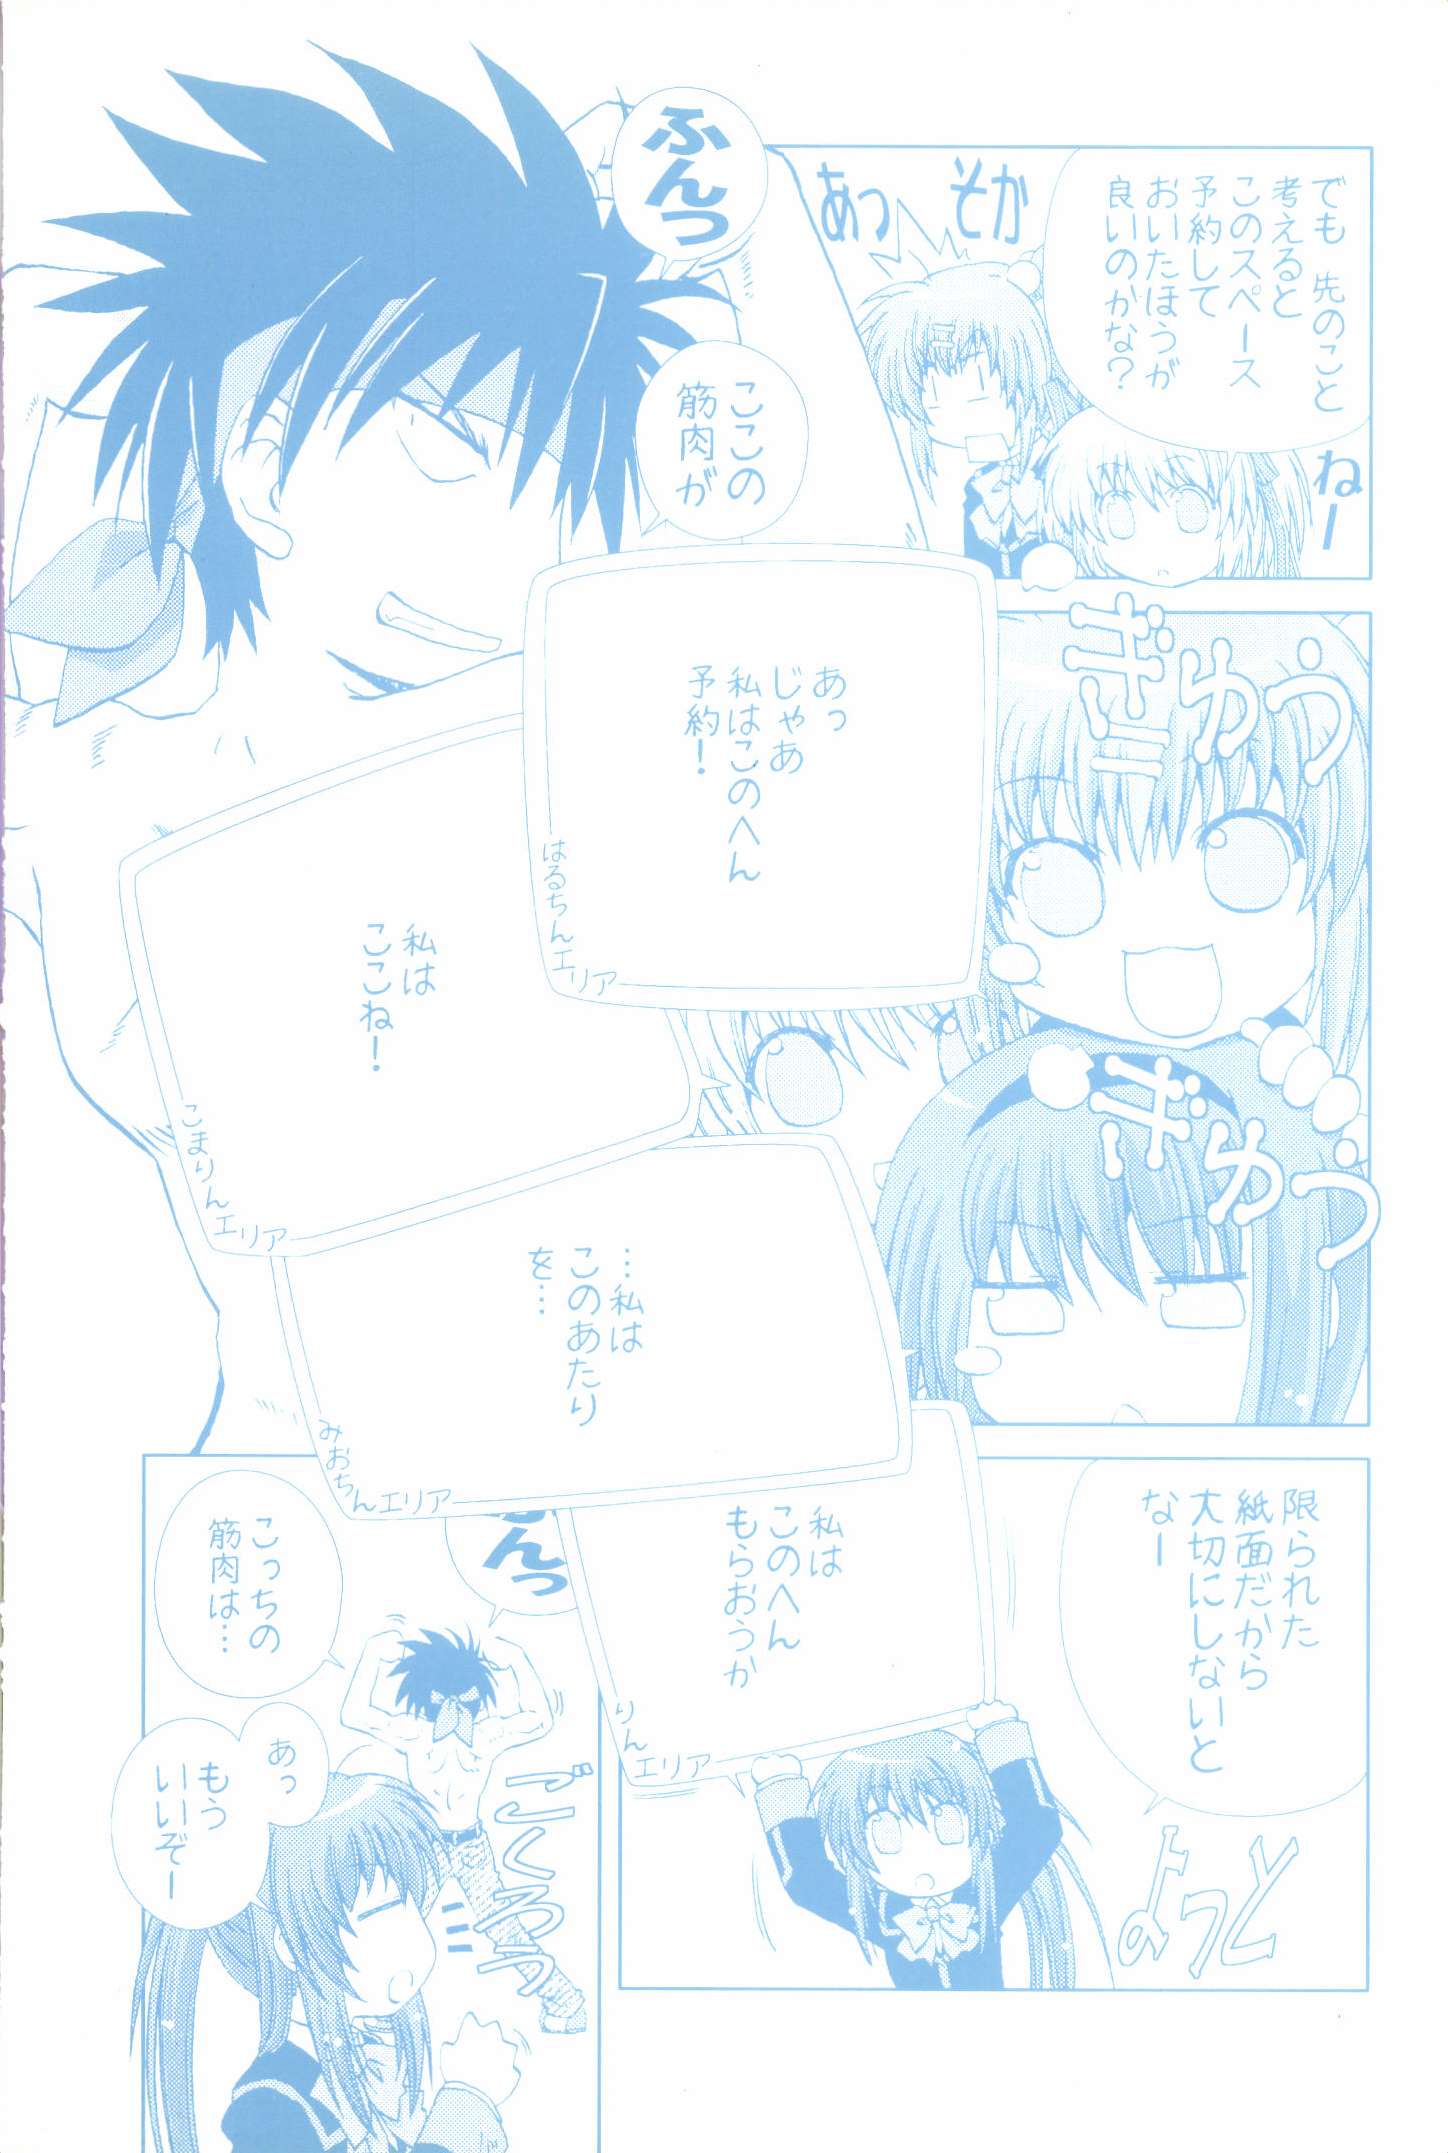 でも 先のこと
考えると
このスペース
予約して
おいたほうが
良いのかな?
ねー
そか
あっ
ふんっ
ここの
筋肉が
ぎゅう
あっ
じゃあ
私はこのへん
予約!
はるちんエリア
私は
ここね!
こまりんエリア
ぎゅう
…私は
このあたり
を…
みおちんエリア
限られた
紙面だから
大切にしないと
なー
よっと
私は
このへん
もらおうか
りんエリア
ふんっ
こっちの
筋肉は…
ごくろう
あっ
もう
いいぞー